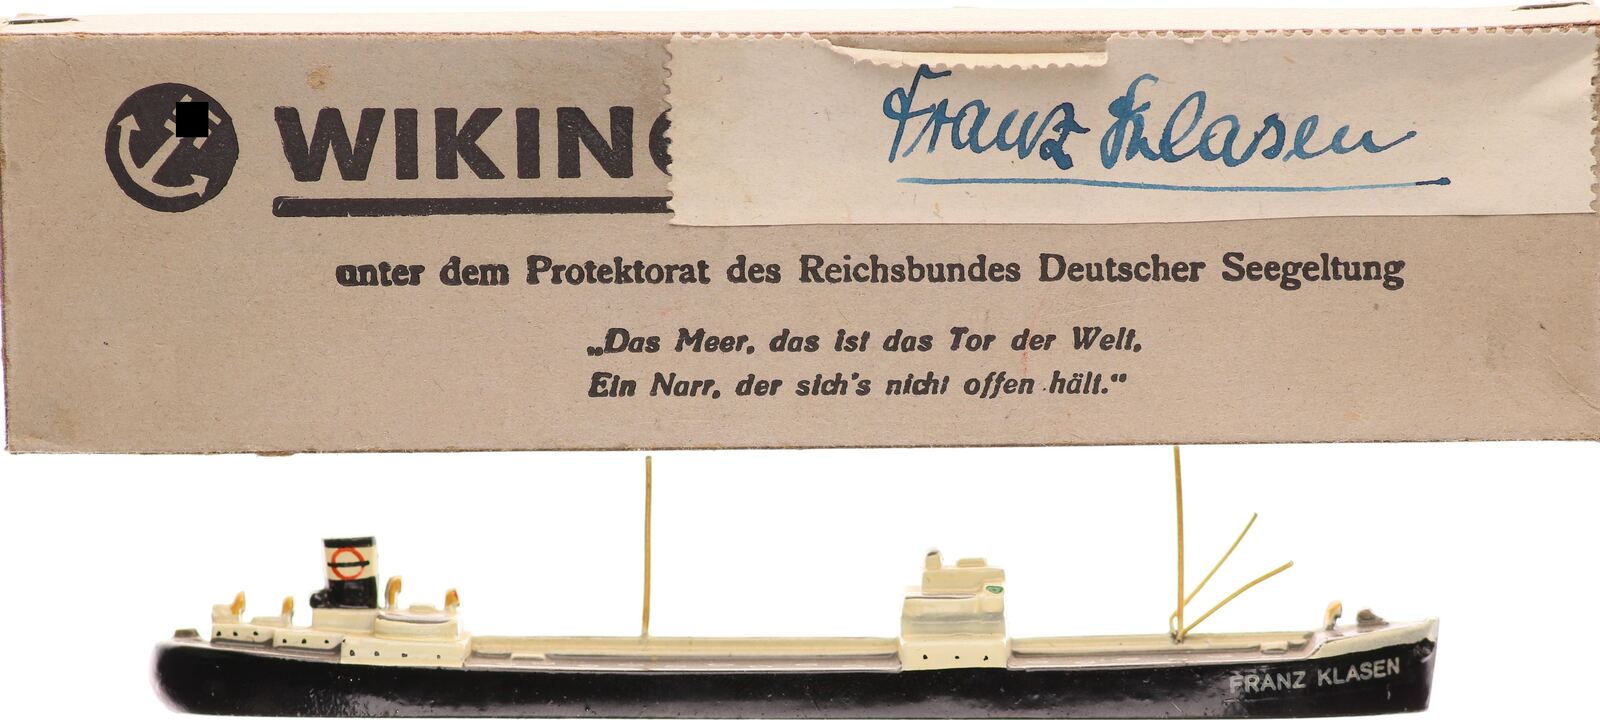 WIKING
Franz Klasen
unter dem Protektorat des Reichsbundes Deutscher Seegeltung
„Das Meer, das ist das Tor der Welt,
Ein Narr, der sich's nicht offen hält.“
FRANZ KLASEN